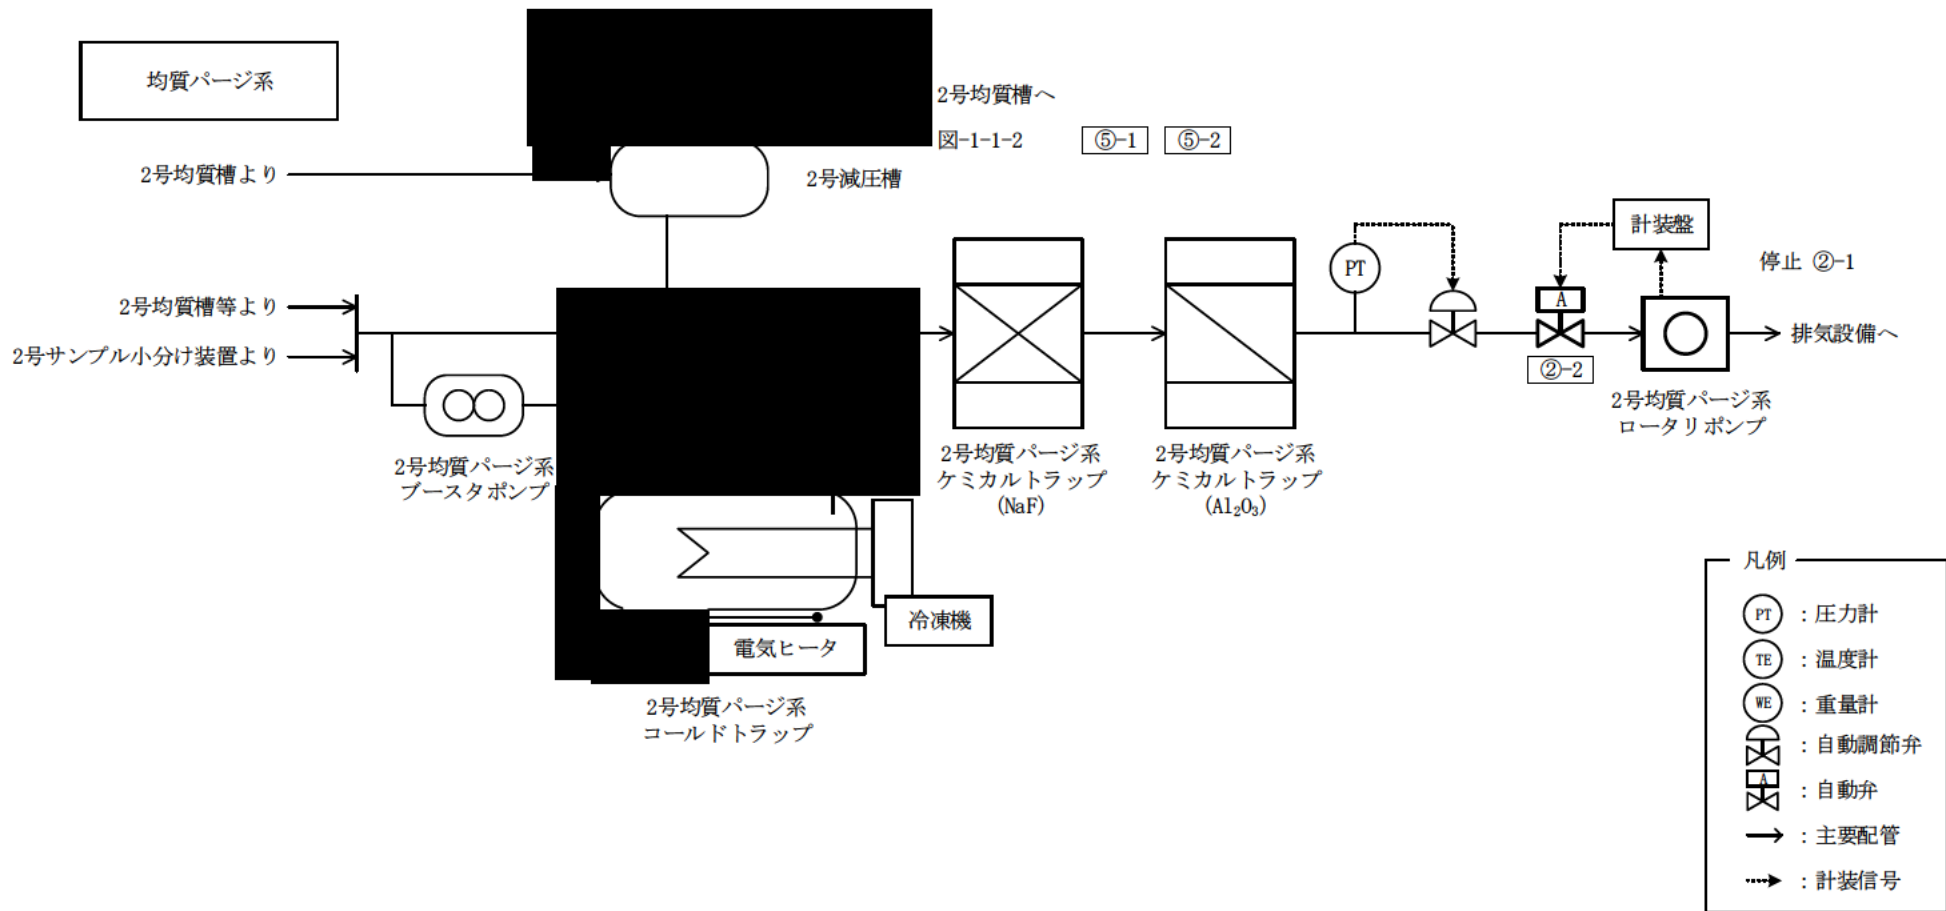 均質パージ系
2号均質槽へ
図-1-1-2
⑤-1
⑤-2
2号均質槽より
2号減圧槽
計装盤
停止 ②-1
PT
A
2号均質槽等より
2号サンプル小分け装置より
排気設備へ
②-2
2号均質パージ系
ロータリポンプ
2号均質パージ系
ブースタポンプ
2号均質パージ系
ケミカルトラップ
(NaF)
2号均質パージ系
ケミカルトラップ
(Al₂O₃)
冷凍機
電気ヒータ
2号均質パージ系
コールドトラップ
凡例
PT : 圧力計
TE : 温度計
WE : 重量計
: 自動調節弁
A : 自動弁
: 主要配管
: 計装信号